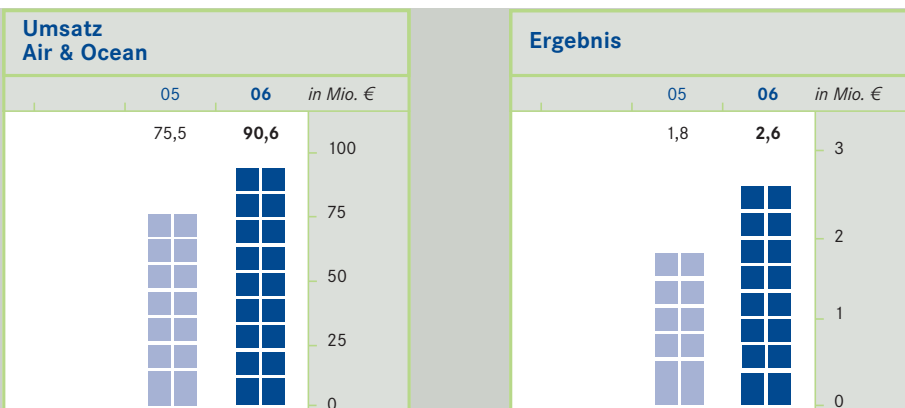 Umsatz
Air & Ocean
05 06 in Mio. €
75,5 90,6
100
75
50
25
0
Ergebnis
05 06 in Mio. €
1,8 2,6
3
2
1
0